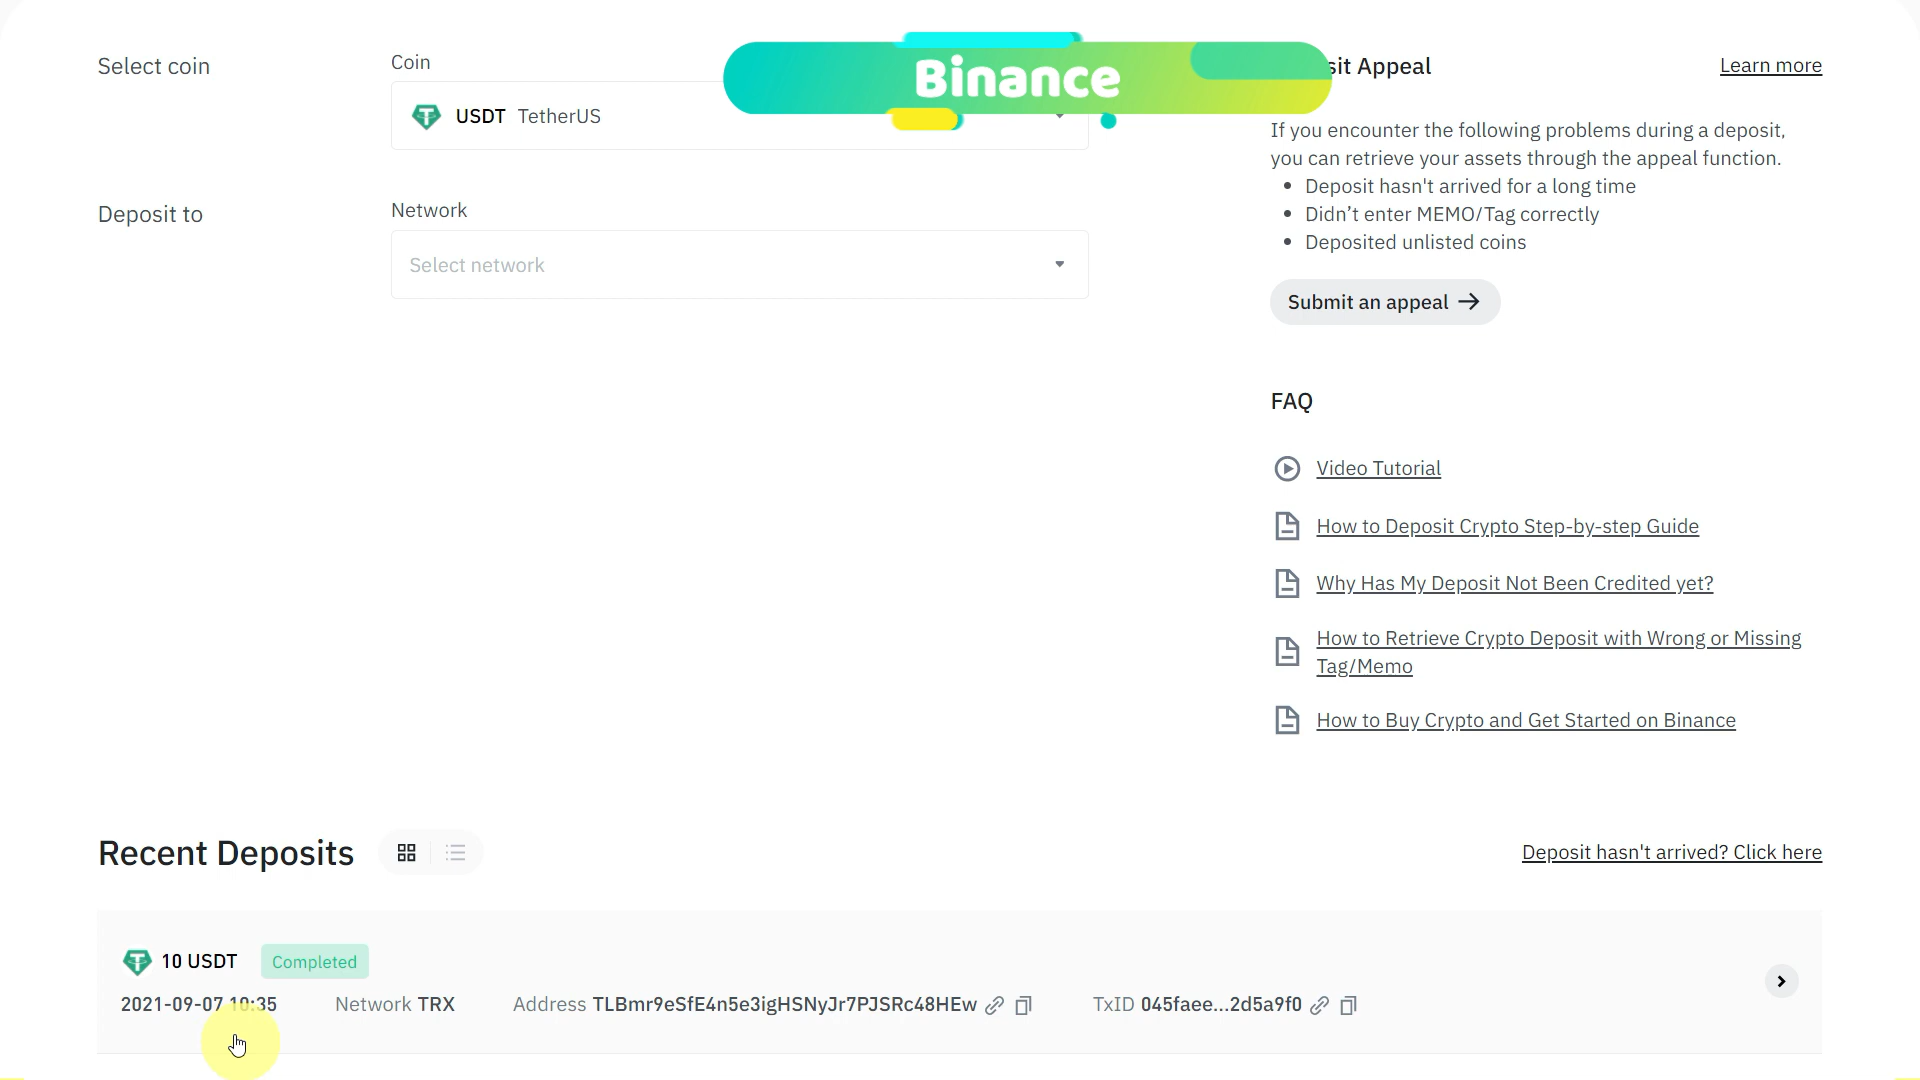 Select coin
Coin
USDT TetherUS
Deposit to
Network
Select network
Binance
sit Appeal
Learn more
If you encounter the following problems during a deposit,
you can retrieve your assets through the appeal function.
Deposit hasn't arrived for a long time
Didn’t enter MEMO/Tag correctly
Deposited unlisted coins
Submit an appeal
FAQ
Video Tutorial
How to Deposit Crypto Step-by-step Guide
Why Has My Deposit Not Been Credited yet?
How to Retrieve Crypto Deposit with Wrong or Missing
Tag/Memo
How to Buy Crypto and Get Started on Binance
Recent Deposits
Deposit hasn't arrived? Click here
10 USDT Completed
2021-09-07 10:35 Network TRX Address TLBmr9eSfE4n5e3igHSNyJr7PJSRc48HEw TxID 045faee...2d5a9f0